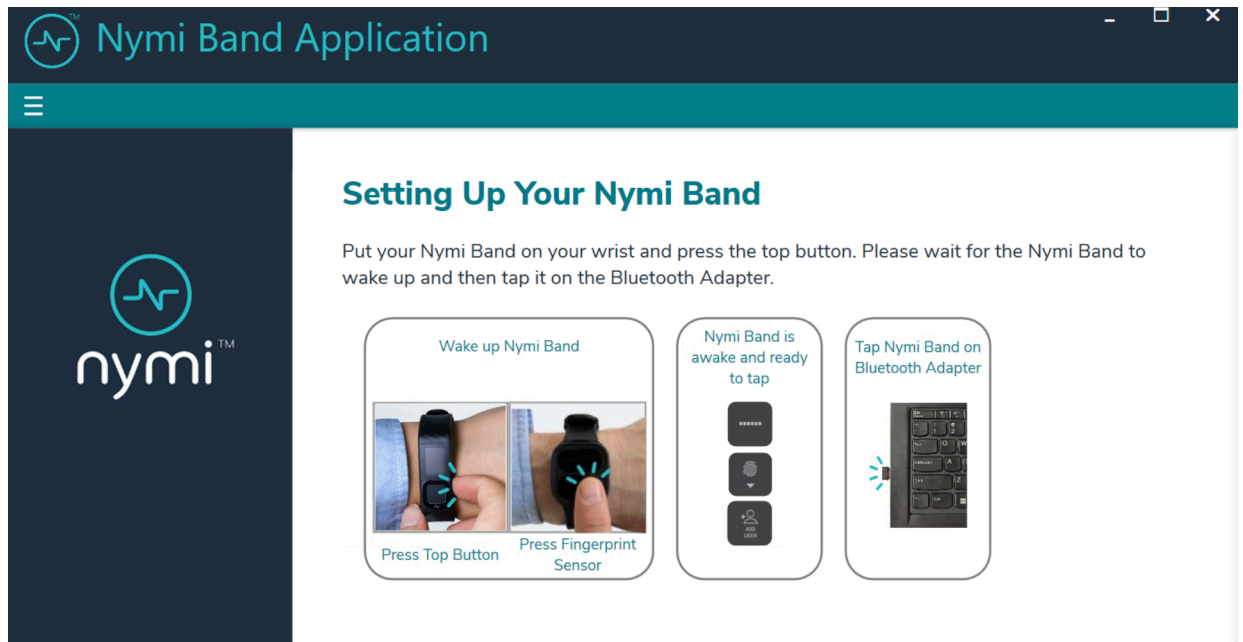 Nymi Band Application
TM
Setting Up Your Nymi Band
Put your Nymi Band on your wrist and press the top button. Please wait for the Nymi Band to
wake up and then tap it on the Bluetooth Adapter.
nymi™
Wake up Nymi Band
Press Top Button
Press Fingerprint
Sensor
Nymi Band is
awake and ready
to tap
ADD
USER
Tap Nymi Band on
Bluetooth Adapter